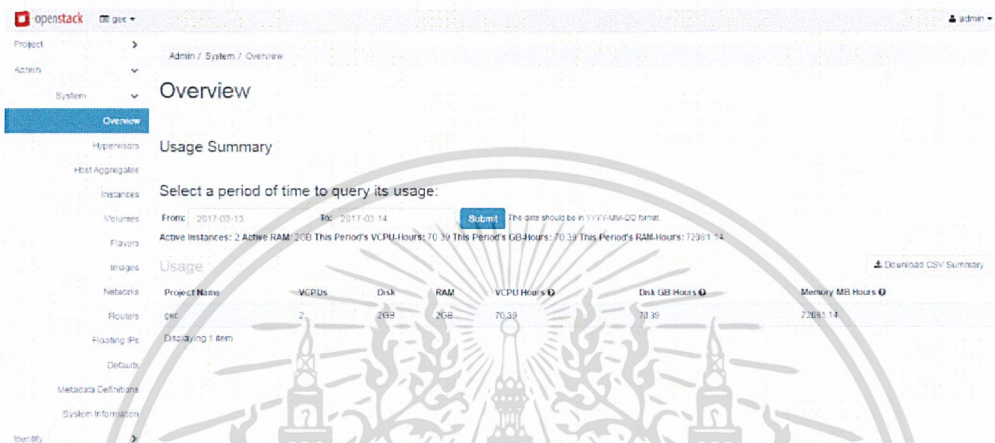 openstack gec admin
Project
Admin
System
Overview
Hypervisors
Host Aggregates
Instances
Volumes
Flavors
Images
Networks
Routers
Floating IPs
Defaults
Metadata Definitions
System Information
Identity
Admin / System / Overview
Overview
Usage Summary
Select a period of time to query its usage:
From: 2017-03-13 To: 2017-03-14 Submit The date should be in YYYY-MM-DD format.
Active Instances: 2 Active RAM: 2GB This Period's VCPU-Hours: 70.39 This Period's GB-Hours: 70.39 This Period's RAM-Hours: 72081.14
Usage
Download CSV Summary
Project Name VCPUs Disk RAM VCPU Hours Disk GB Hours Memory MB Hours
gec 2 2GB 2GB 70.39 70.39 72081.14
Displaying 1 item